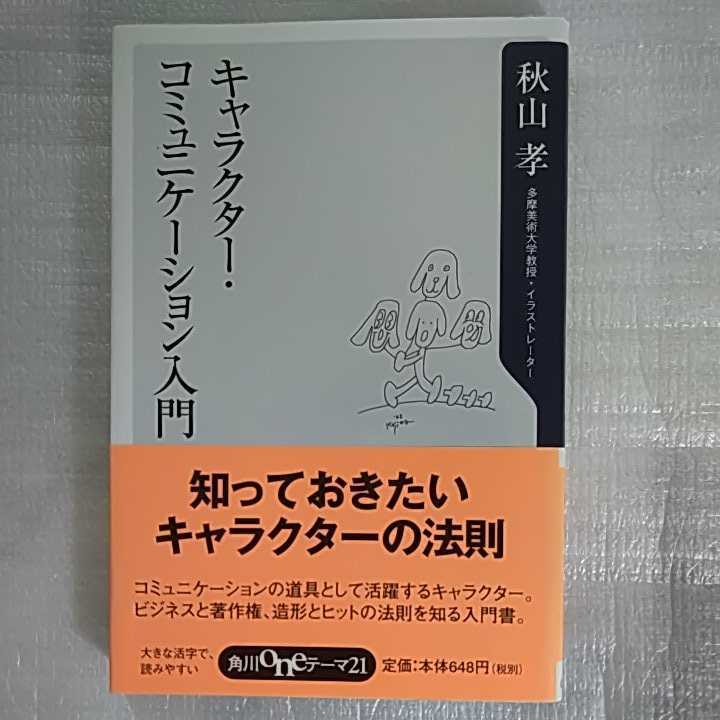 秋山 孝
多摩美術大学教授・イラストレーター
キャラクター・
コミュニケーション入門
知っておきたい
キャラクターの法則
コミュニケーションの道具として活躍するキャラクター。
ビジネスと著作権、造形とヒットの法則を知る入門書。
大きな活字で、
読みやすい
角川oneテーマ21
定価:本体648円(税別)